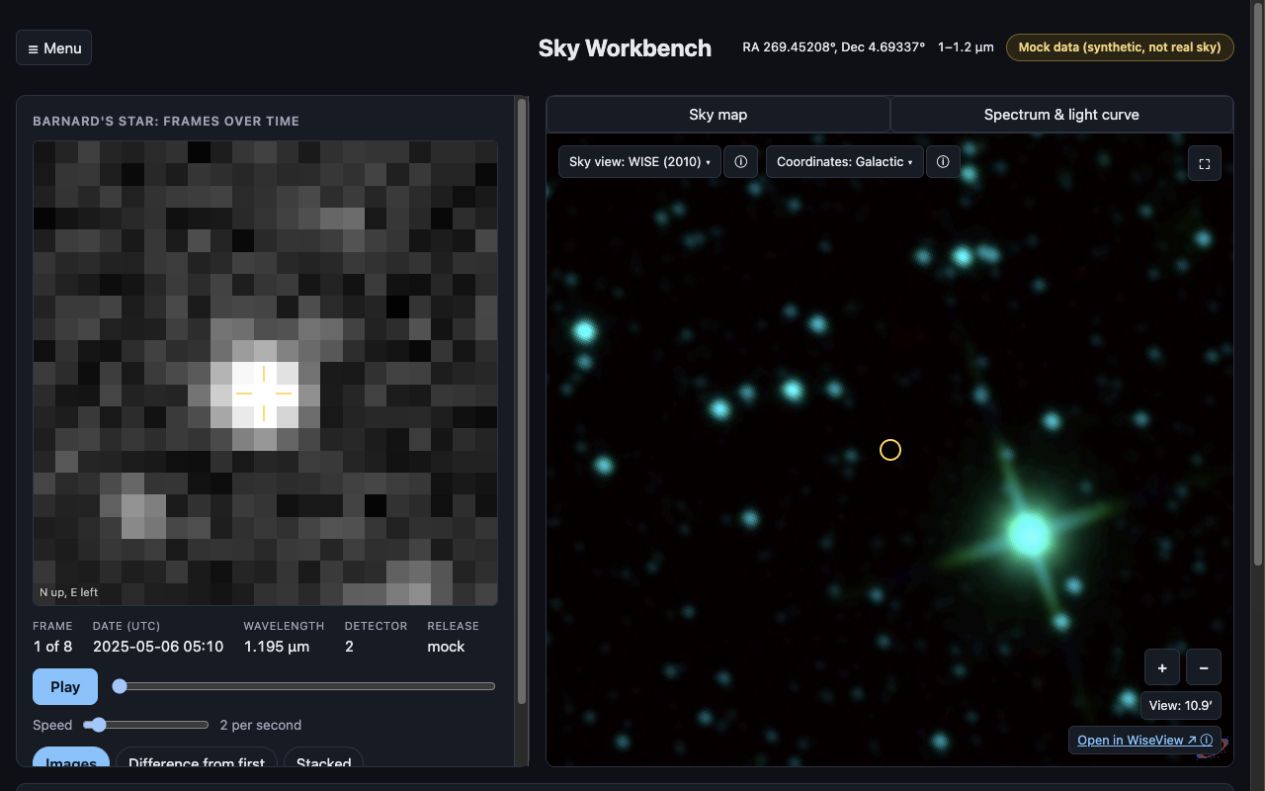 ≡ Menu
Sky Workbench
RA 269.45208°, Dec 4.69337°
1–1.2 µm
Mock data (synthetic, not real sky)
BARNARD'S STAR: FRAMES OVER TIME
N up, E left
FRAME DATE (UTC) WAVELENGTH DETECTOR RELEASE
1 of 8 2025-05-06 05:10 1.195 µm 2 mock
Play
Speed 2 per second
Images Difference from first Stacked
Sky map
Spectrum & light curve
Sky view: WISE (2010) ▾ ⓘ Coordinates: Galactic ▾ ⓘ
+ −
View: 10.9′
Open in WiseView ↗ ⓘ